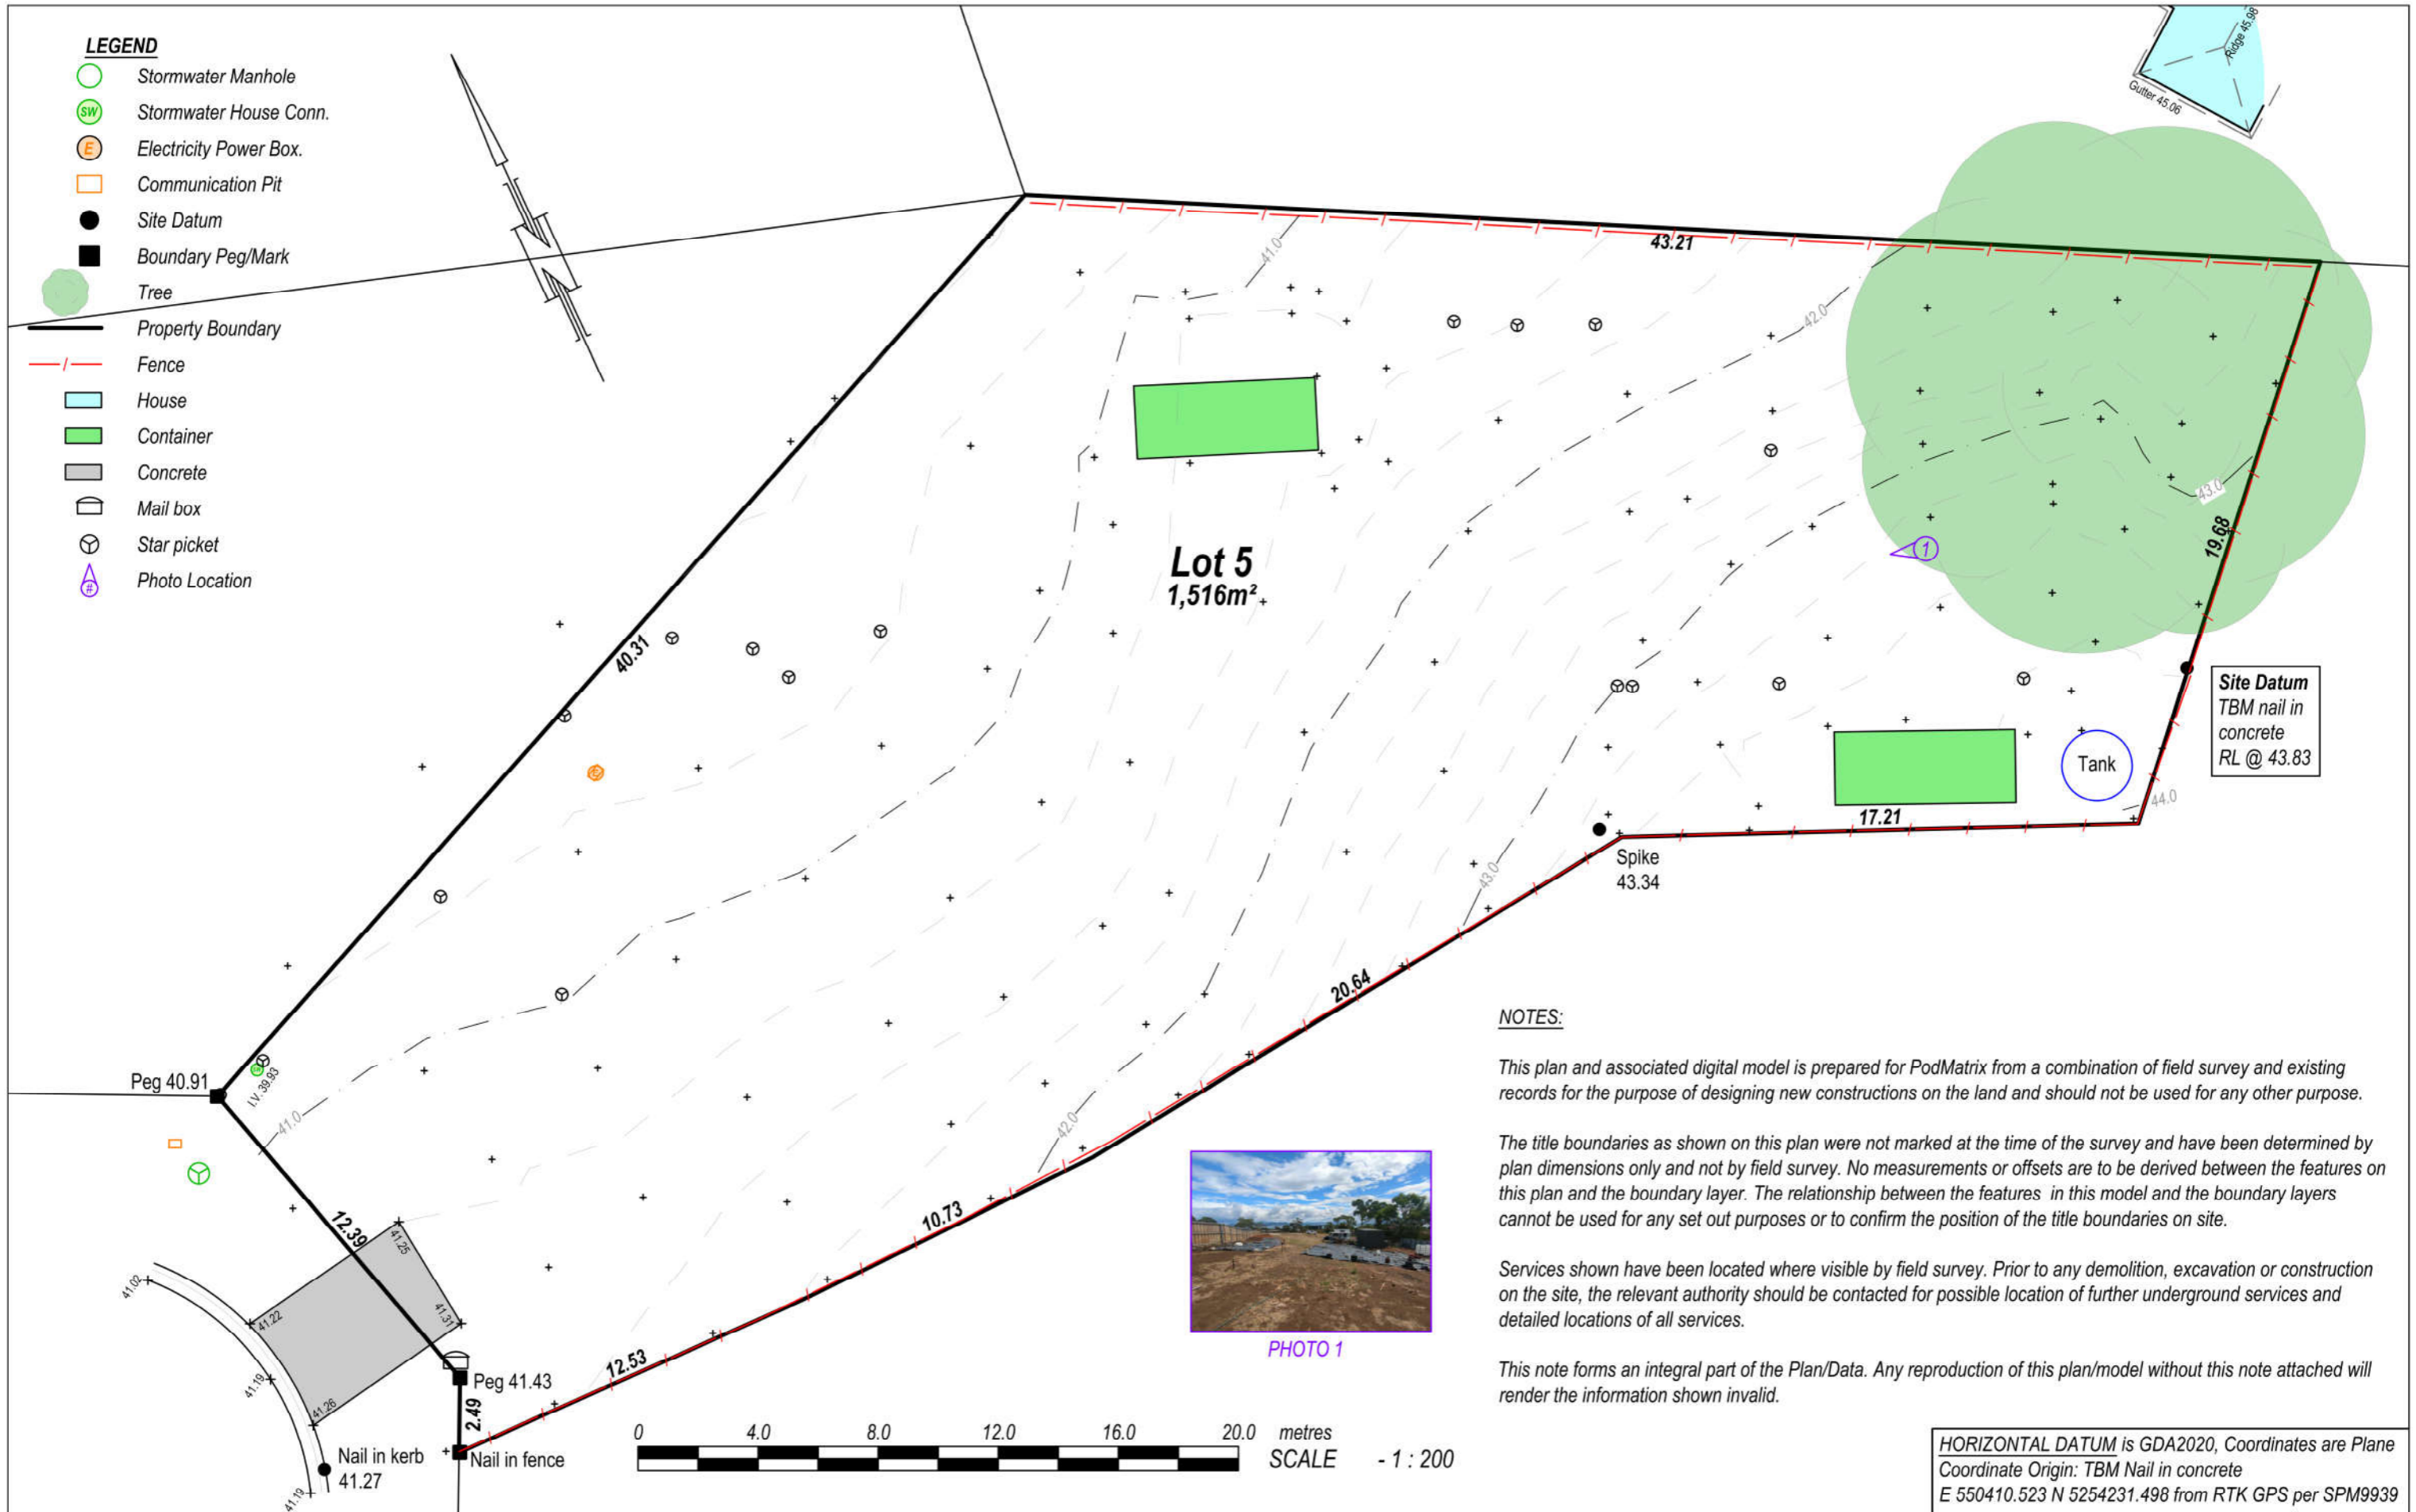 LEGEND
Stormwater Manhole
SW Stormwater House Conn.
E Electricity Power Box.
Communication Pit
Site Datum
Boundary Peg/Mark
Tree
Property Boundary
Fence
House
Container
Concrete
Mail box
Star picket
# Photo Location
Ridge 45.98
Gutter 45.06
43.21
41.0
42.0
43.0
19.68
1
Lot 5
1,516m²
40.31
E
Site Datum
TBM nail in
concrete
RL @ 43.83
Tank
44.0
17.21
Spike
43.34
43.0
20.64
SW
I.V. 39.93
Peg 40.91
41.0
42.0
10.73
12.39
41.25
41.02
41.22
41.31
12.53
41.19
41.26
Peg 41.43
2.49
Nail in kerb
41.27
Nail in fence
41.19
PHOTO 1
0 4.0 8.0 12.0 16.0 20.0 metres
SCALE - 1 : 200
NOTES:
This plan and associated digital model is prepared for PodMatrix from a combination of field survey and existing
records for the purpose of designing new constructions on the land and should not be used for any other purpose.
The title boundaries as shown on this plan were not marked at the time of the survey and have been determined by
plan dimensions only and not by field survey. No measurements or offsets are to be derived between the features on
this plan and the boundary layer. The relationship between the features in this model and the boundary layers
cannot be used for any set out purposes or to confirm the position of the title boundaries on site.
Services shown have been located where visible by field survey. Prior to any demolition, excavation or construction
on the site, the relevant authority should be contacted for possible location of further underground services and
detailed locations of all services.
This note forms an integral part of the Plan/Data. Any reproduction of this plan/model without this note attached will
render the information shown invalid.
HORIZONTAL DATUM is GDA2020, Coordinates are Plane
Coordinate Origin: TBM Nail in concrete
E 550410.523 N 5254231.498 from RTK GPS per SPM9939